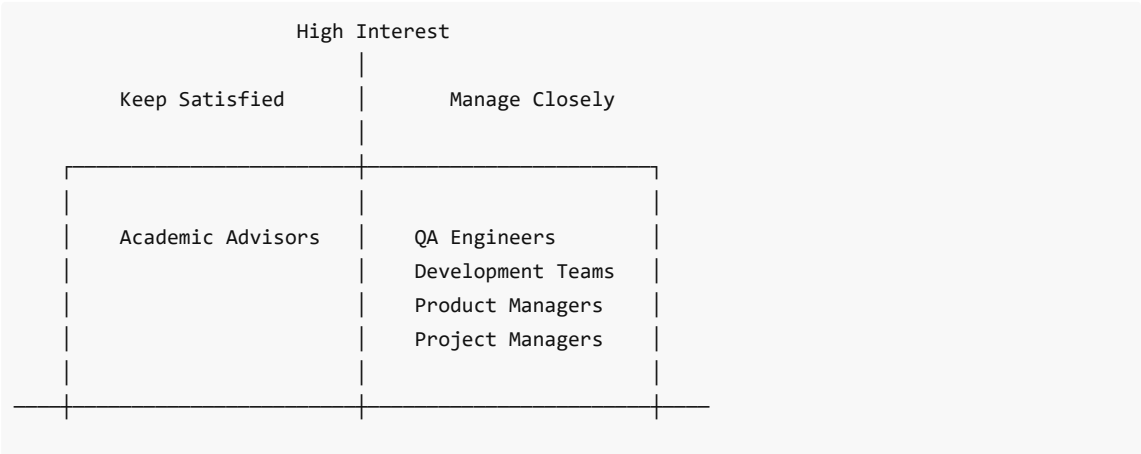 High Interest
Keep Satisfied Manage Closely
Academic Advisors QA Engineers
Development Teams
Product Managers
Project Managers